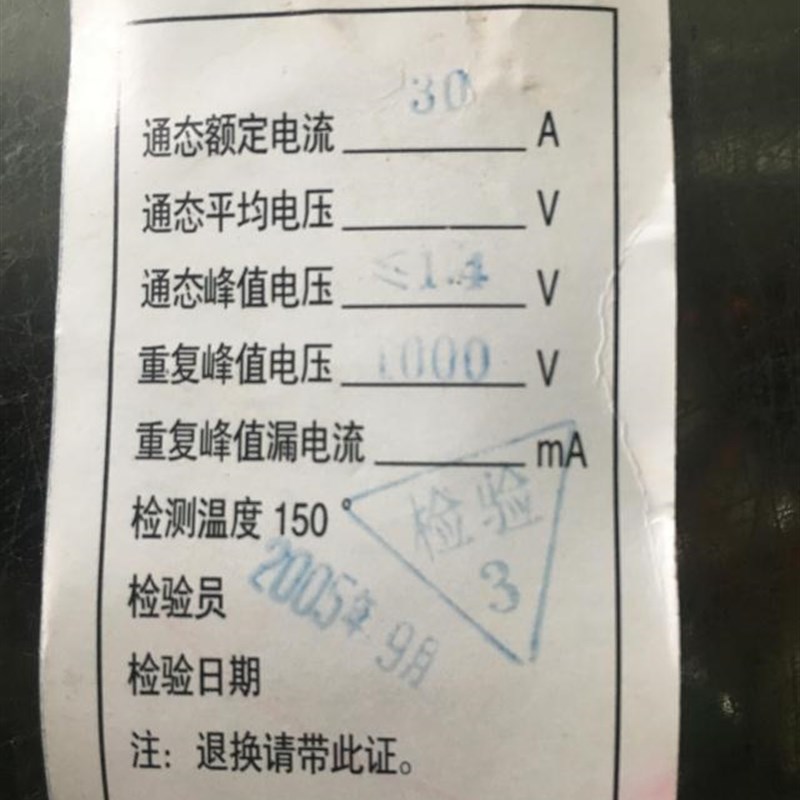 通态额定电流 30 A
通态平均电压 V
通态峰值电压 ≤1.4 V
重复峰值电压 1000 V
重复峰值漏电流 mA
检测温度 150°
检验 3
检验员
2005年9月
检验日期
注：退换请带此证。